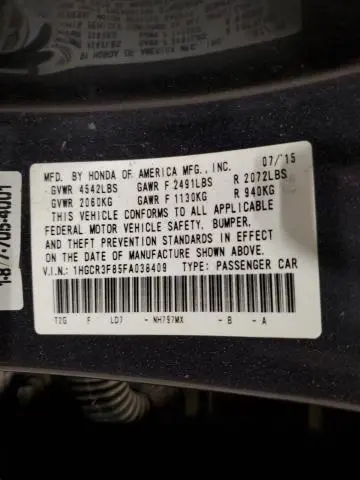 MFD. BY HONDA OF AMERICA MFG., INC. 07/15
GVWR 4542LBS GAWR F 2491LBS R 2072LBS
GVWR 2060KG GAWR F 1130KG R 940KG
THIS VEHICLE CONFORMS TO ALL APPLICABLE
FEDERAL MOTOR VEHICLE SAFETY, BUMPER,
AND THEFT PREVENTION STANDARDS IN EFFECT
ON THE DATE OF MANUFACTURE SHOWN ABOVE.
V.I.N.: 1HGCR3F85FA038409 TYPE: PASSENGER CAR
T2G F LD7 - NH797MX - B - A